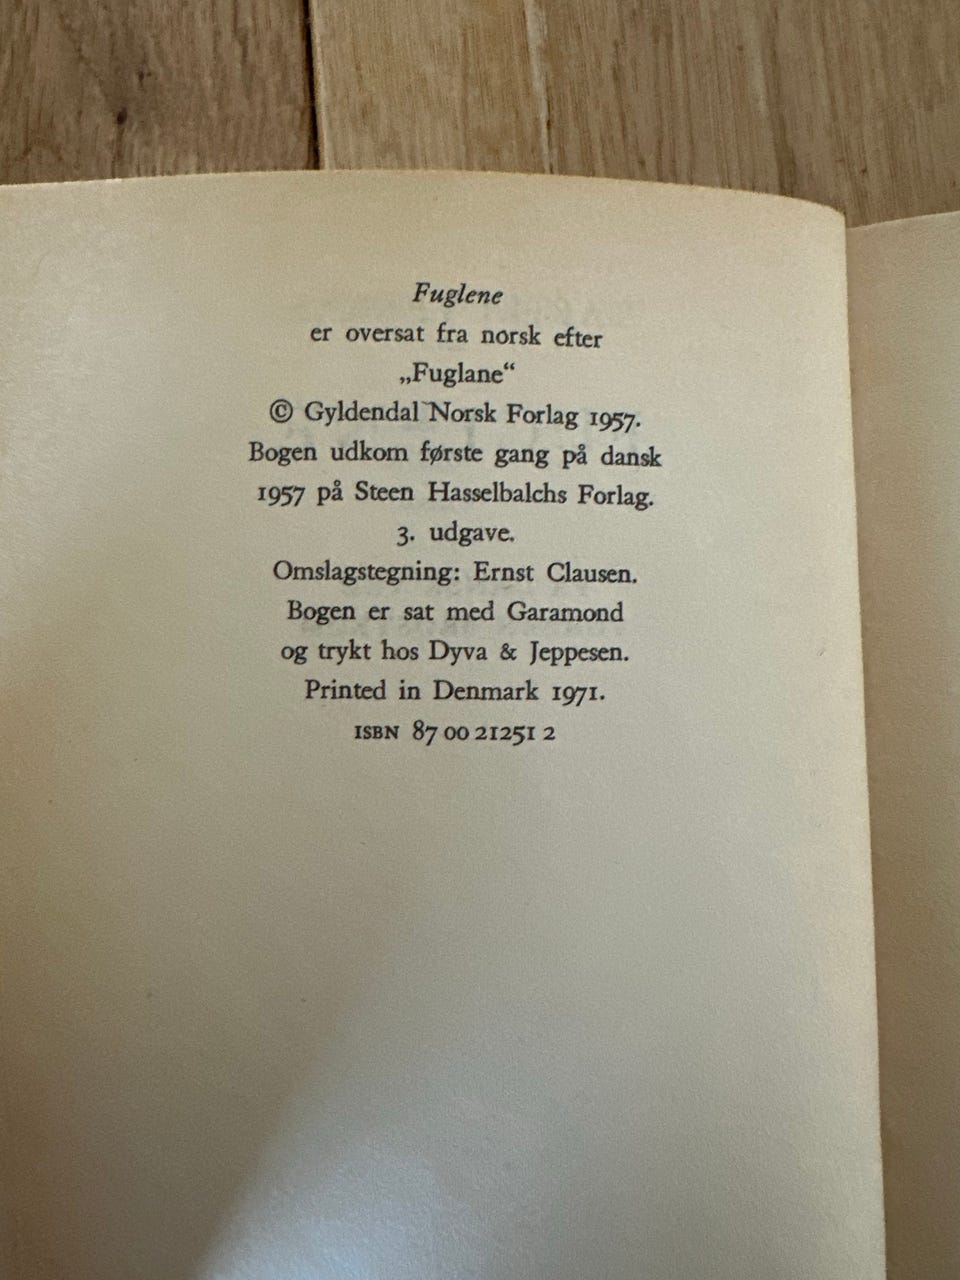 Fuglene
er oversat fra norsk efter
„Fuglane“
© Gyldendal Norsk Forlag 1957.
Bogen udkom første gang på dansk
1957 på Steen Hasselbalchs Forlag.
3. udgave.
Omslagstegning: Ernst Clausen.
Bogen er sat med Garamond
og trykt hos Dyva & Jeppesen.
Printed in Denmark 1971.
ISBN 87 00 21251 2